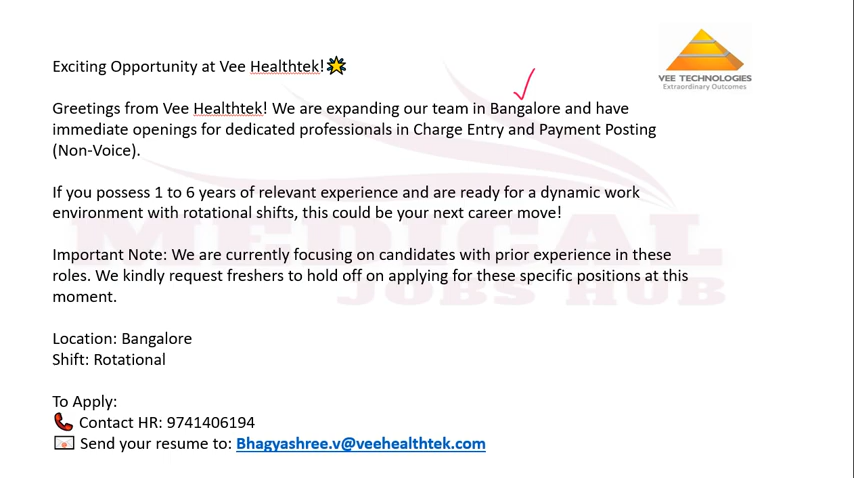 VEE TECHNOLOGIES
Extraordinary Outcomes
Exciting Opportunity at Vee Healthtek!🌟
Greetings from Vee Healthtek! We are expanding our team in Bangalore and have
immediate openings for dedicated professionals in Charge Entry and Payment Posting
(Non-Voice).
If you possess 1 to 6 years of relevant experience and are ready for a dynamic work
environment with rotational shifts, this could be your next career move!
Important Note: We are currently focusing on candidates with prior experience in these
roles. We kindly request freshers to hold off on applying for these specific positions at this
moment.
MEDICAL
JOBS HUB
Location: Bangalore
Shift: Rotational
To Apply:
📞 Contact HR: 9741406194
📧 Send your resume to: Bhagyashree.v@veehealthtek.com